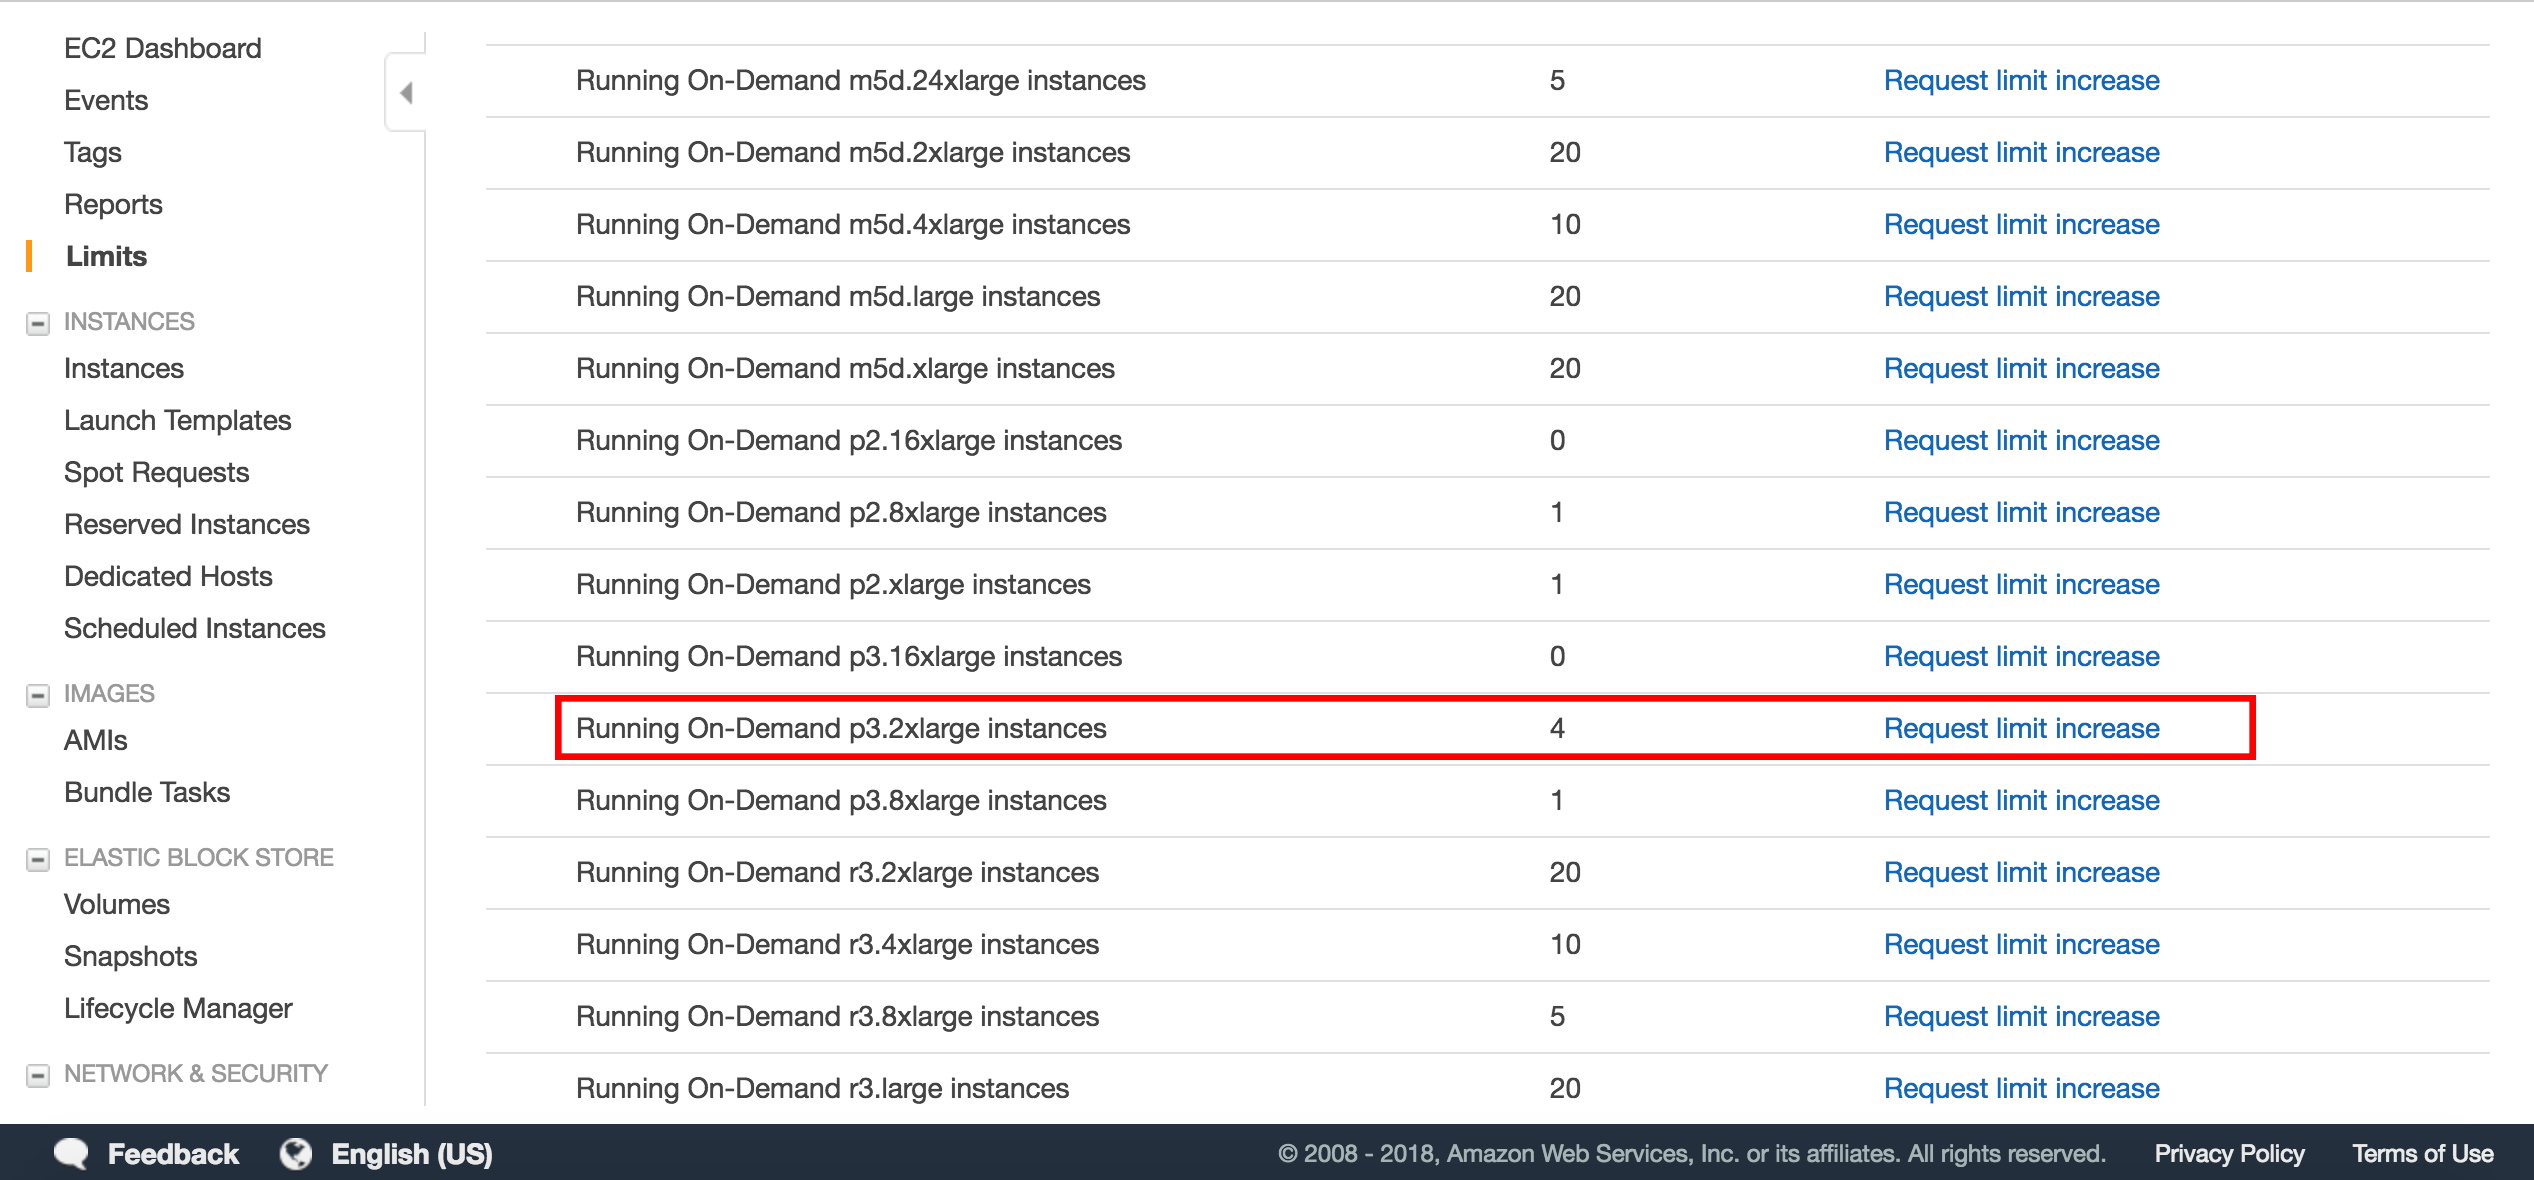 EC2 Dashboard
Events
Tags
Reports
Limits
INSTANCES
Instances
Launch Templates
Spot Requests
Reserved Instances
Dedicated Hosts
Scheduled Instances
IMAGES
AMIs
Bundle Tasks
ELASTIC BLOCK STORE
Volumes
Snapshots
Lifecycle Manager
NETWORK & SECURITY
Running On-Demand m5d.24xlarge instances 5 Request limit increase
Running On-Demand m5d.2xlarge instances 20 Request limit increase
Running On-Demand m5d.4xlarge instances 10 Request limit increase
Running On-Demand m5d.large instances 20 Request limit increase
Running On-Demand m5d.xlarge instances 20 Request limit increase
Running On-Demand p2.16xlarge instances 0 Request limit increase
Running On-Demand p2.8xlarge instances 1 Request limit increase
Running On-Demand p2.xlarge instances 1 Request limit increase
Running On-Demand p3.16xlarge instances 0 Request limit increase
Running On-Demand p3.2xlarge instances 4 Request limit increase
Running On-Demand p3.8xlarge instances 1 Request limit increase
Running On-Demand r3.2xlarge instances 20 Request limit increase
Running On-Demand r3.4xlarge instances 10 Request limit increase
Running On-Demand r3.8xlarge instances 5 Request limit increase
Running On-Demand r3.large instances 20 Request limit increase
Feedback English (US) © 2008 - 2018, Amazon Web Services, Inc. or its affiliates. All rights reserved. Privacy Policy Terms of Use